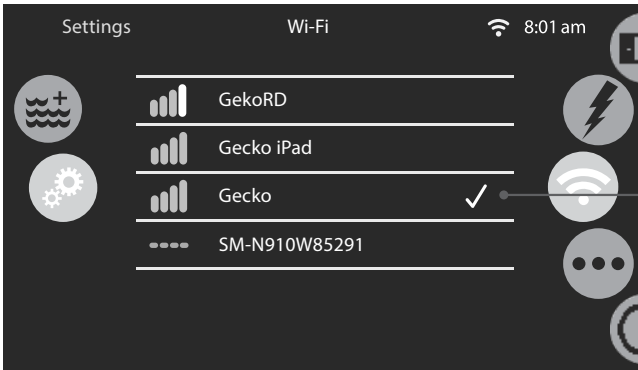 Settings Wi-Fi 8:01 am
GekoRD
Gecko iPad
Gecko
SM-N910W85291